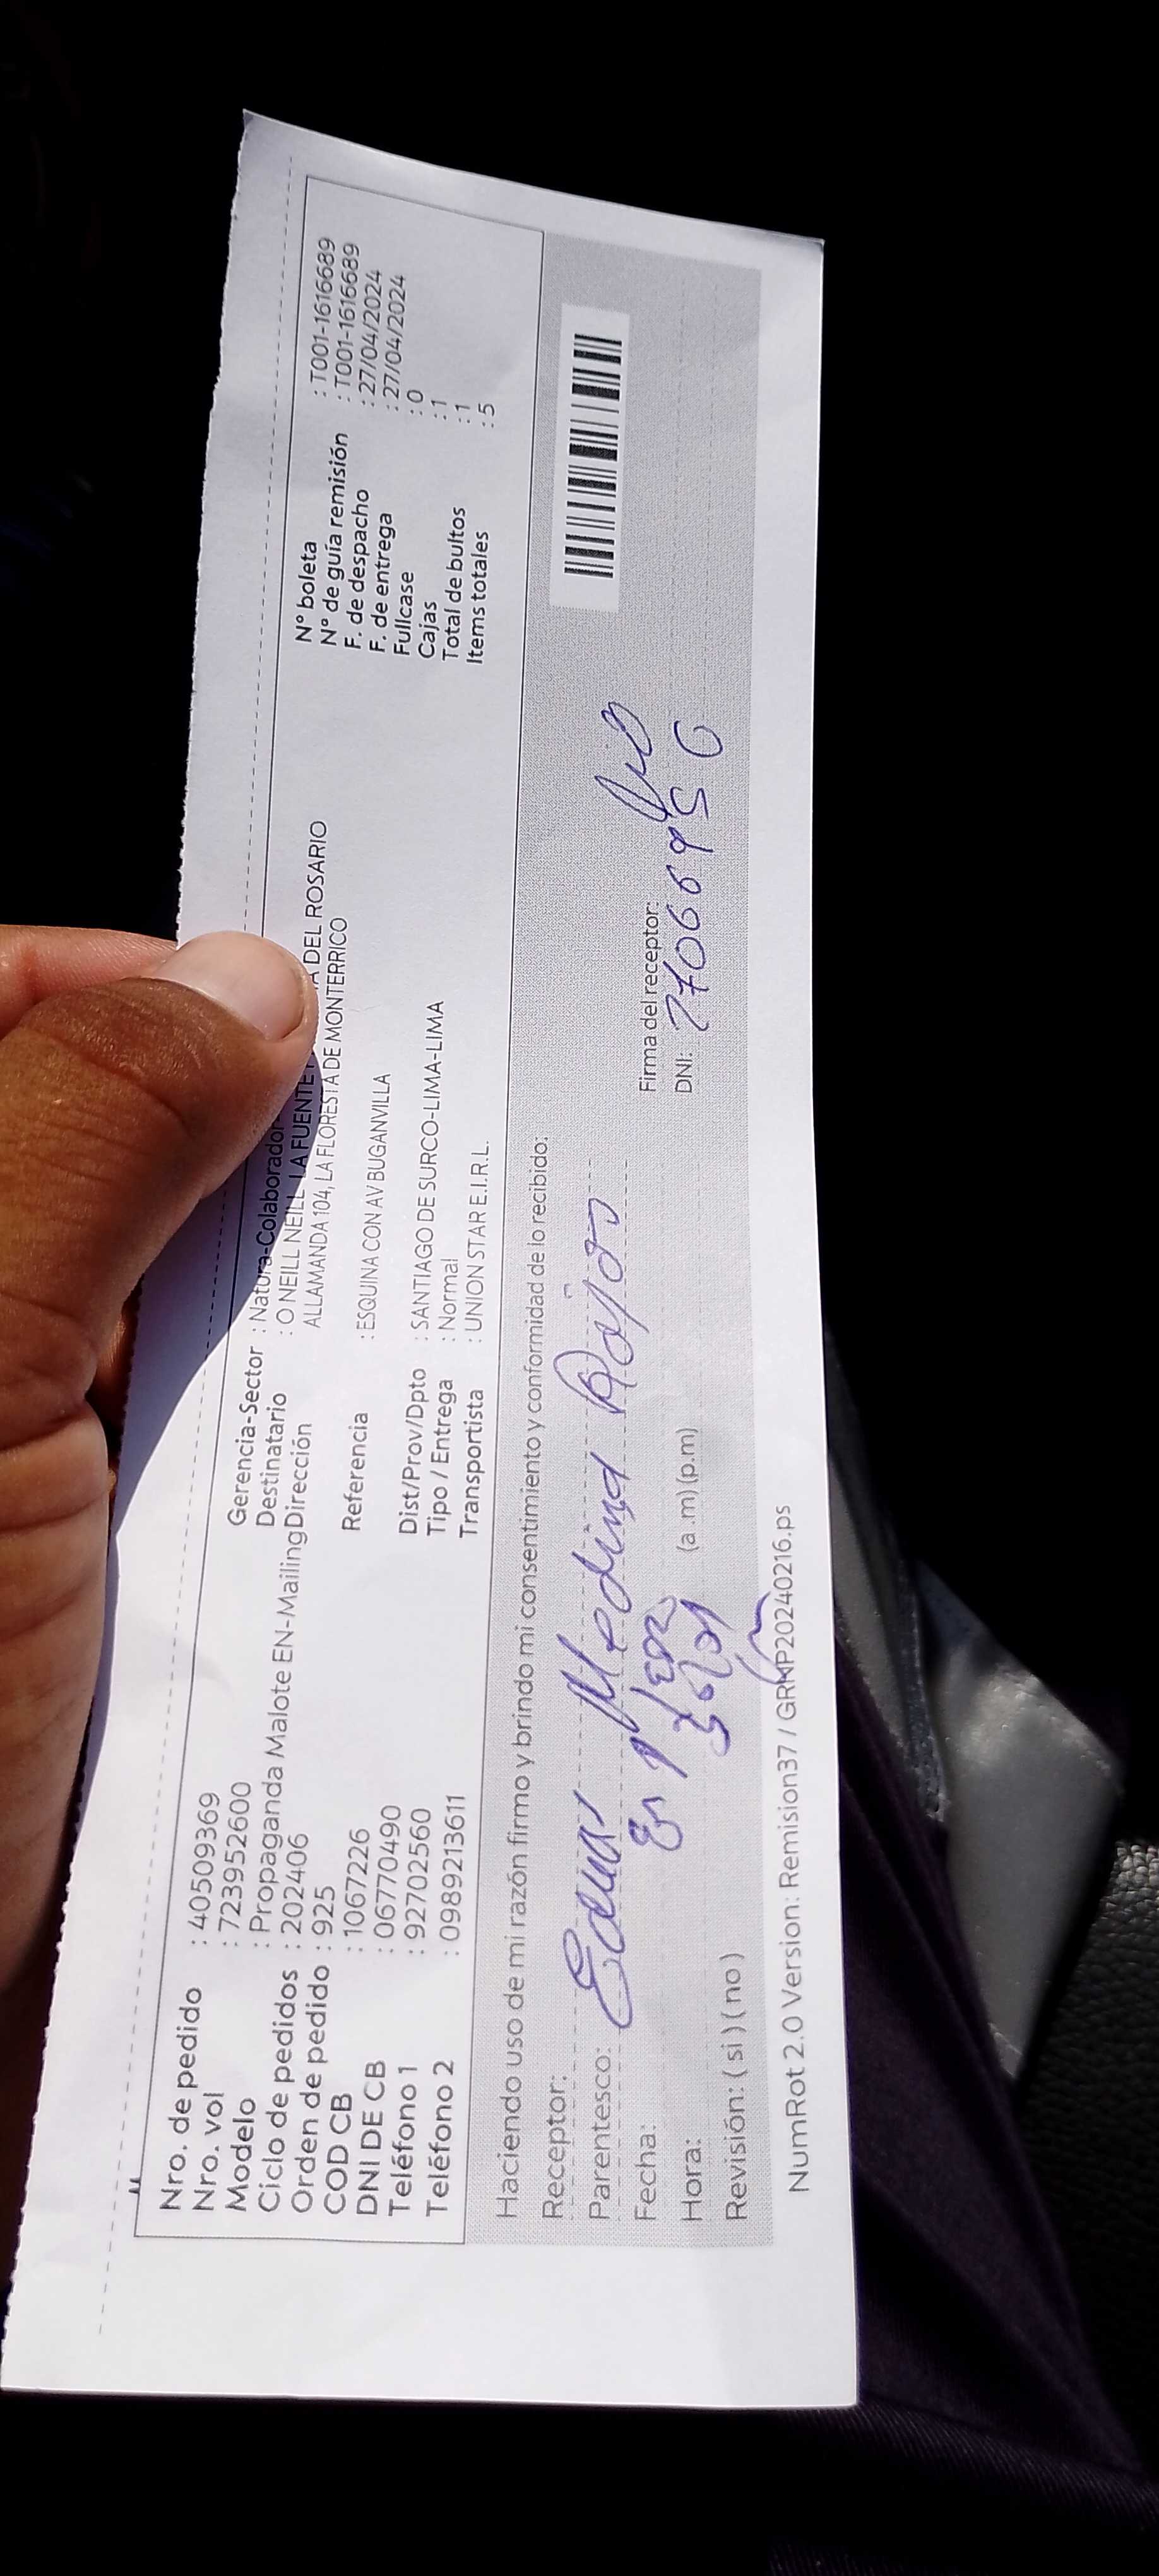 Nro. de pedido : 40509369
Nro. vol : 723952600
Modelo : Propaganda Malote EN-Mailing
Ciclo de pedidos : 202406
Orden de pedido : 925
COD CB : 1067226
DNI DE CB : 06770490
Teléfono 1 : 92702560
Teléfono 2 : 0989213611
Gerencia-Sector : Natura-Colaborador
Destinatario : O NEILL NEILL LA FUENTE DEL ROSARIO
Dirección ALLAMANDA 104, LA FLORESTA DE MONTERRICO
Referencia : ESQUINA CON AV BUGANVILLA
Dist/Prov/Dpto : SANTIAGO DE SURCO-LIMA-LIMA
Tipo / Entrega : Normal
Transportista : UNION STAR E.I.R.L.
N° boleta : T001-1616689
N° de guía remisión : T001-1616689
F. de despacho : 27/04/2024
F. de entrega : 27/04/2024
Fullcase : 0
Cajas : 1
Total de bultos : 1
Items totales : 5
Haciendo uso de mi razón firmo y brindo mi consentimiento y conformidad de lo recibido:
Receptor: Medina
Parentesco:
Fecha:
Hora: (a .m) (p.m)
Revisión: ( si ) ( no )
Firma del receptor:
DNI:
NumRot 2.0 Version: Remision37 / GRNP20240216.ps